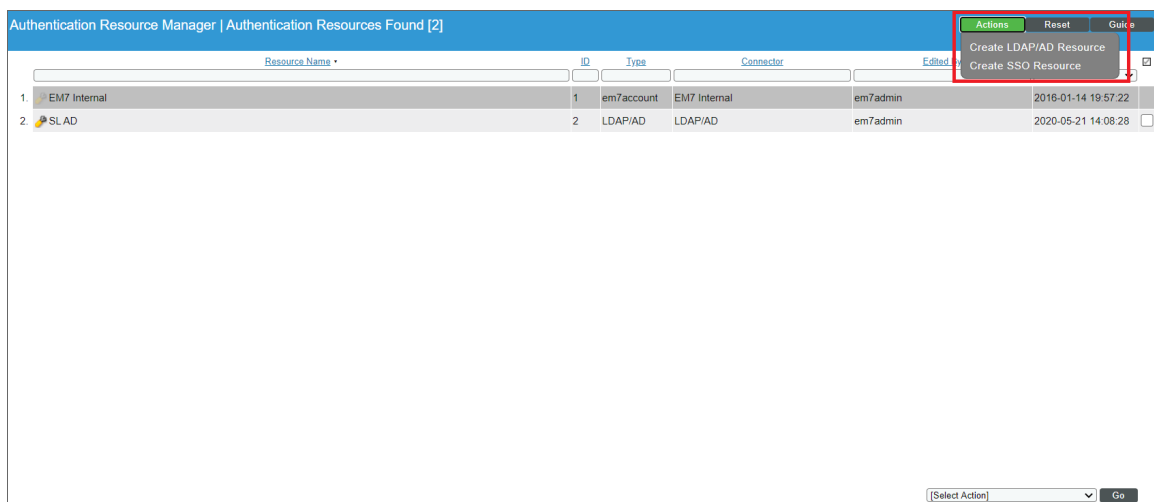 Authentication Resource Manager | Authentication Resources Found [2]
Actions Reset Guide
Create LDAP/AD Resource
Create SSO Resource
Resource Name ID Type Connector Edited By
1. EM7 Internal 1 em7account EM7 Internal em7admin 2016-01-14 19:57:22
2. SL AD 2 LDAP/AD LDAP/AD em7admin 2020-05-21 14:08:28
[Select Action] Go